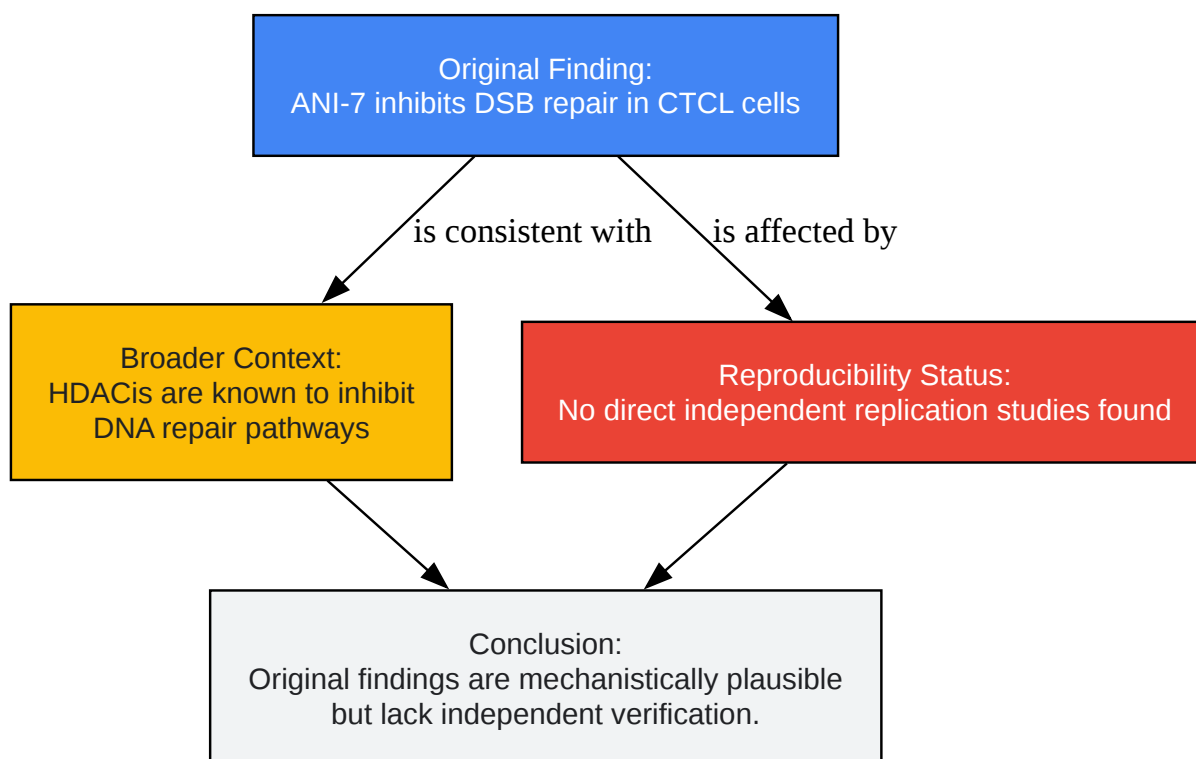 Original Finding:
ANI-7 inhibits DSB repair in CTCL cells
is consistent with
is affected by
Broader Context:
HDACis are known to inhibit
DNA repair pathways
Reproducibility Status:
No direct independent replication studies found
Conclusion:
Original findings are mechanistically plausible
but lack independent verification.